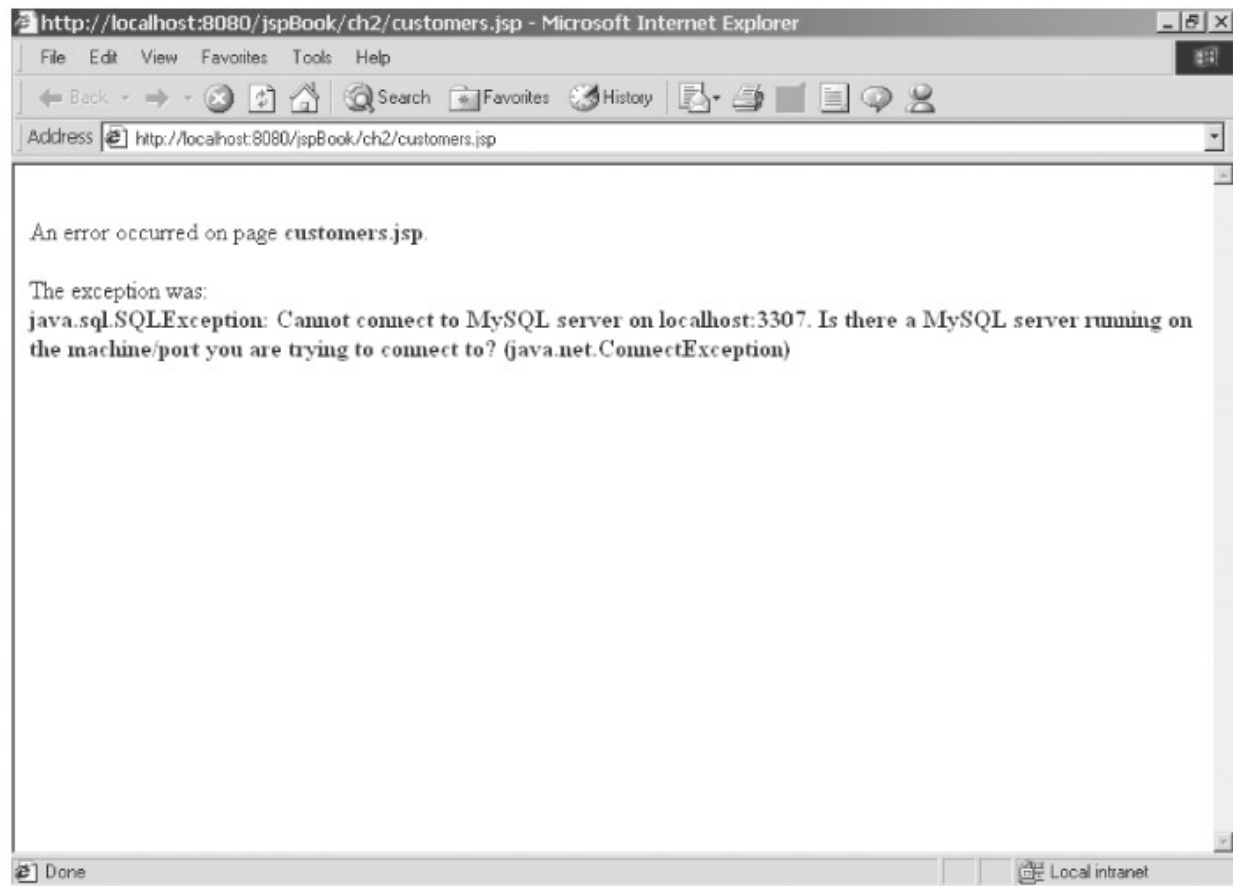 http://localhost:8080/jspBook/ch2/customers.jsp - Microsoft Internet Explorer
File Edit View Favorites Tools Help
Back Search Favorites History
Address http://localhost:8080/jspBook/ch2/customers.jsp
An error occurred on page customers.jsp.
The exception was:
java.sql.SQLException: Cannot connect to MySQL server on localhost:3307. Is there a MySQL server running on
the machine/port you are trying to connect to? (java.net.ConnectException)
Done Local intranet